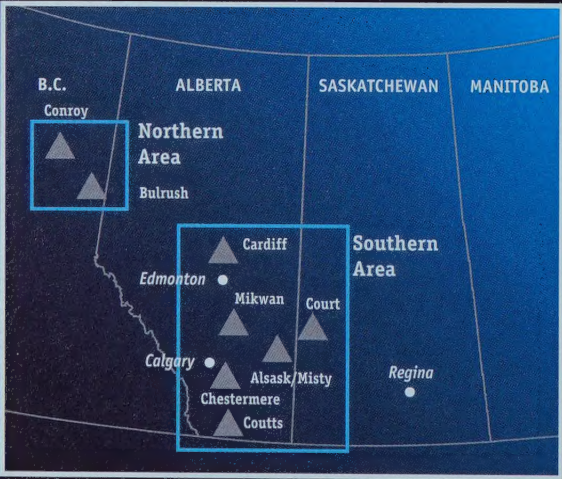 B.C.
ALBERTA
SASKATCHEWAN
MANITOBA
Conroy
Northern
Area
Bulrush
Cardiff
Southern
Area
Edmonton
Mikwan
Court
Calgary
Alsask/Misty
Regina
Chestermere
Coutts